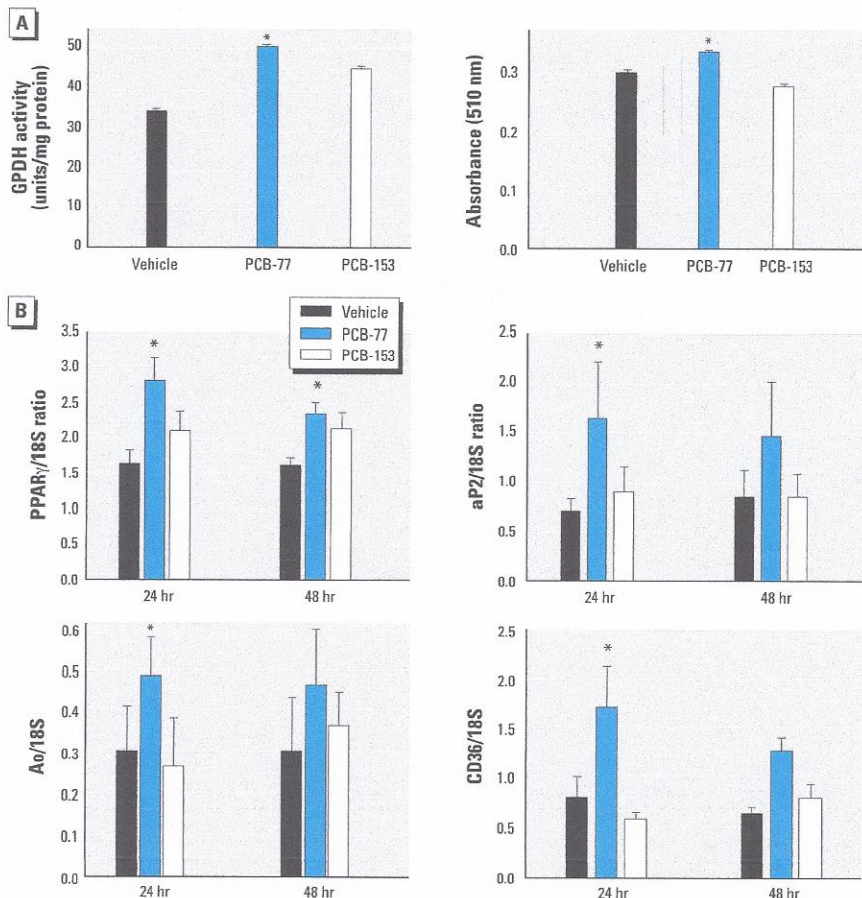 A
GPDH activity
(units/mg protein)
50
40
30
20
10
0
*
Vehicle
PCB-77
PCB-153
Absorbance (510 nm)
0.3
0.2
0.1
0.0
*
Vehicle
PCB-77
PCB-153
B
Vehicle
PCB-77
PCB-153
PPARγ/18S ratio
3.5
3.0
2.5
2.0
1.5
1.0
0.5
0.0
*
*
24 hr
48 hr
aP2/18S ratio
2.5
2.0
1.5
1.0
0.5
0.0
*
24 hr
48 hr
Ao/18S
0.6
0.5
0.4
0.3
0.2
0.1
0.0
*
24 hr
48 hr
CD36/18S
2.5
2.0
1.5
1.0
0.5
0.0
*
24 hr
48 hr